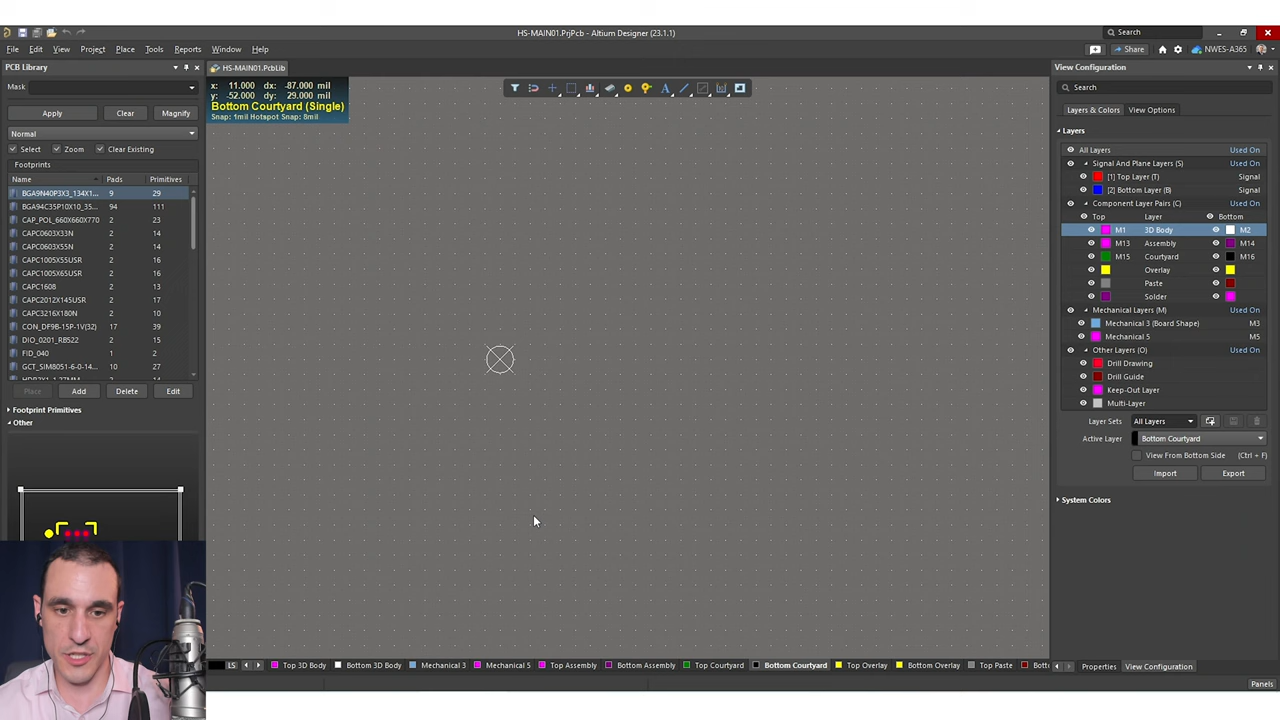 HS-MAIN01.PrjPcb - Altium Designer (23.1.1)
Search
File Edit View Project Place Tools Reports Window Help
Share
NWES-A365
PCB Library
HS-MAIN01.PcbLib
View Configuration
Mask
x: 11.000 dx: -87.000 mil
y: -52.000 dy: 29.000 mil
Bottom Courtyard (Single)
Snap: 1mil Hotspot Snap: 8mil
Search
Apply Clear Magnify
Layers & Colors View Options
Normal
Layers
Select Zoom Clear Existing
All Layers Used On
Footprints
Signal And Plane Layers (S) Used On
Name Pads Primitives
[1] Top Layer (T) Signal
BGA9N40P3X3_134X1... 9 29
[2] Bottom Layer (B) Signal
BGA94C35P10X10_35... 94 111
Component Layer Pairs (C) Used On
CAP_POL_660X660X770 2 23
Top Layer Bottom
CAPC0603X33N 2 14
M1 3D Body M2
CAPC0603X55N 2 14
M13 Assembly M14
CAPC1005X55USR 2 16
M15 Courtyard M16
CAPC1005X65USR 2 16
Overlay
CAPC1608 2 13
Paste
CAPC2012X145USR 2 17
Solder
CAPC3216X180N 2 10
Mechanical Layers (M) Used On
CON_DF9B-15P-1V(32) 17 39
Mechanical 3 (Board Shape) M3
DIO_0201_RB522 2 15
Mechanical 5 M5
FID_040 1 2
Other Layers (O) Used On
GCT_SIM8051-6-0-14... 10 27
Drill Drawing
Drill Guide
Place Add Delete Edit
Keep-Out Layer
Multi-Layer
Footprint Primitives
Other
Layer Sets All Layers
Active Layer Bottom Courtyard
View From Bottom Side (Ctrl + F)
Import Export
System Colors
LS Top 3D Body Bottom 3D Body Mechanical 3 Mechanical 5 Top Assembly Bottom Assembly Top Courtyard Bottom Courtyard Top Overlay Bottom Overlay Top Paste
Properties View Configuration
Panels